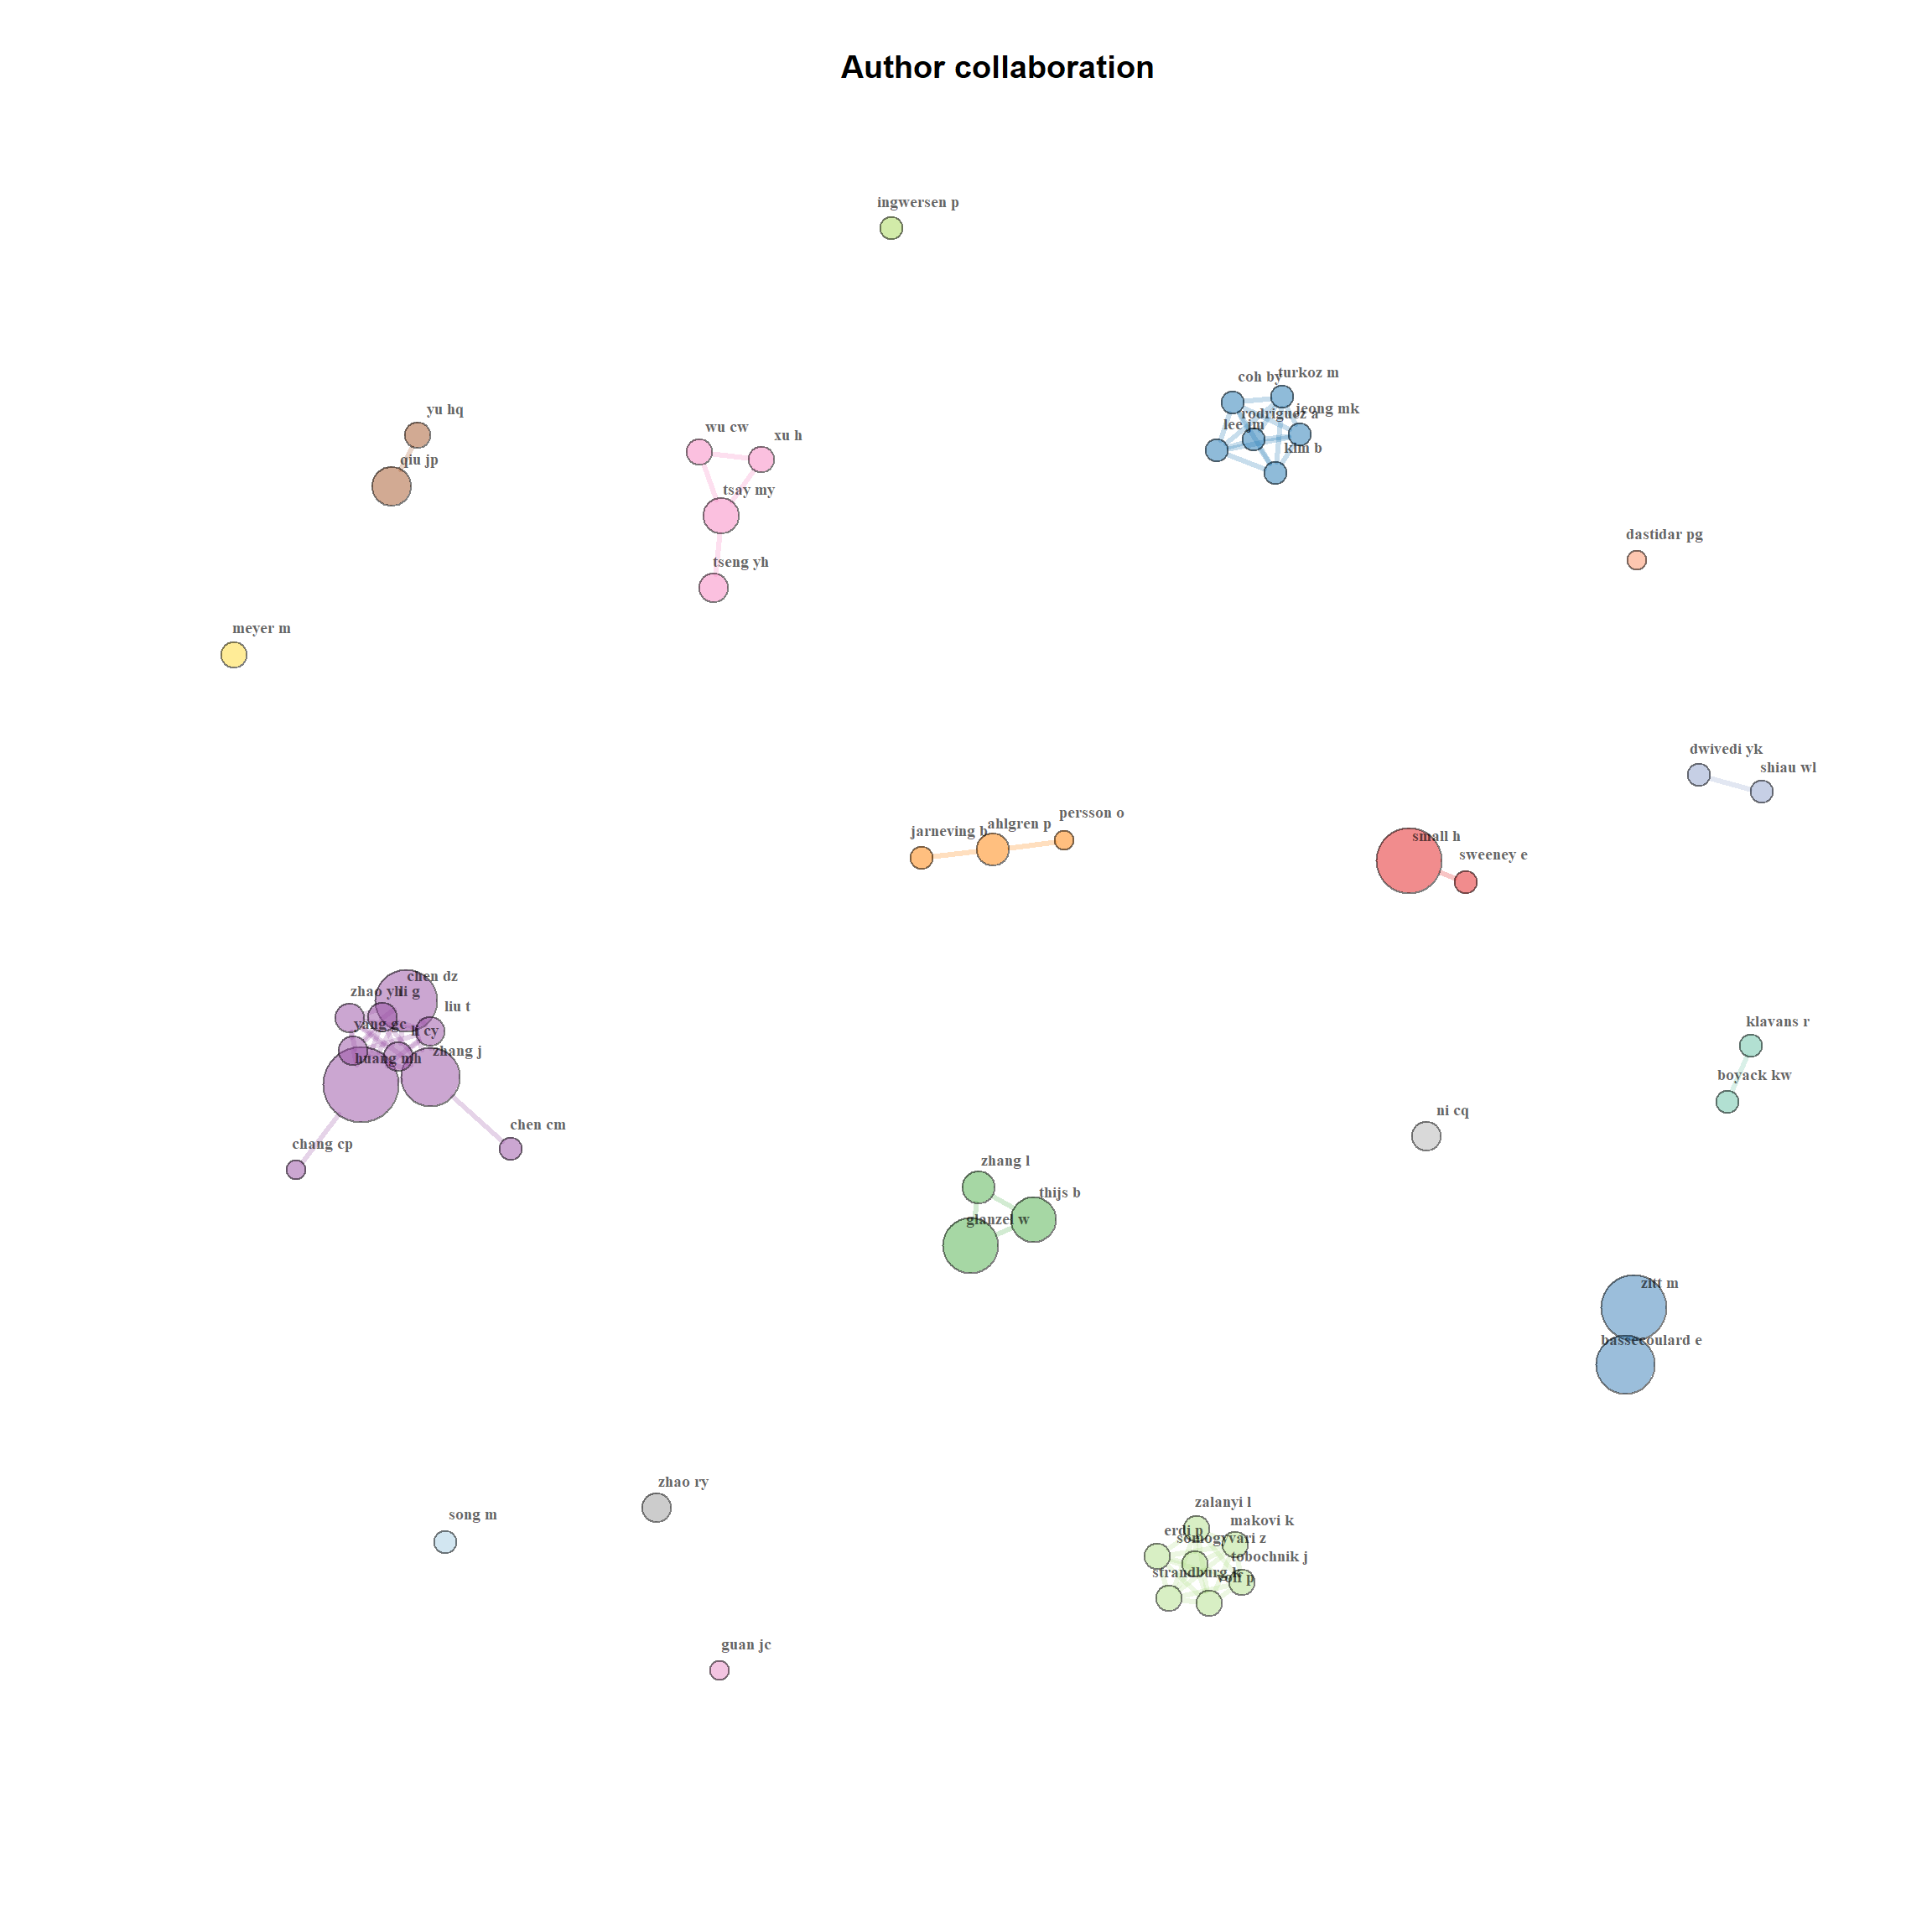 Author collaboration
ingwersen p
coh by
turkoz m
jeong mk
rodriguez a
lee jm
kim b
yu hq
qiu jp
wu cw
xu h
tsay my
tseng yh
dastidar pg
meyer m
dwivedi yk
shiau wl
jarneving b
ahlgren p
persson o
small h
sweeney e
chen dz
zhao yh
li g
liu t
yang gc
li cy
huang mh
zhang j
chen cm
chang cp
klavans r
boyack kw
ni cq
zhang l
thijs b
glanzel w
zitt m
bassecoulard e
zhao ry
song m
zalanyi l
makovi k
erdi p
somogyvari z
tobochnik j
strandburg k
volf p
guan jc